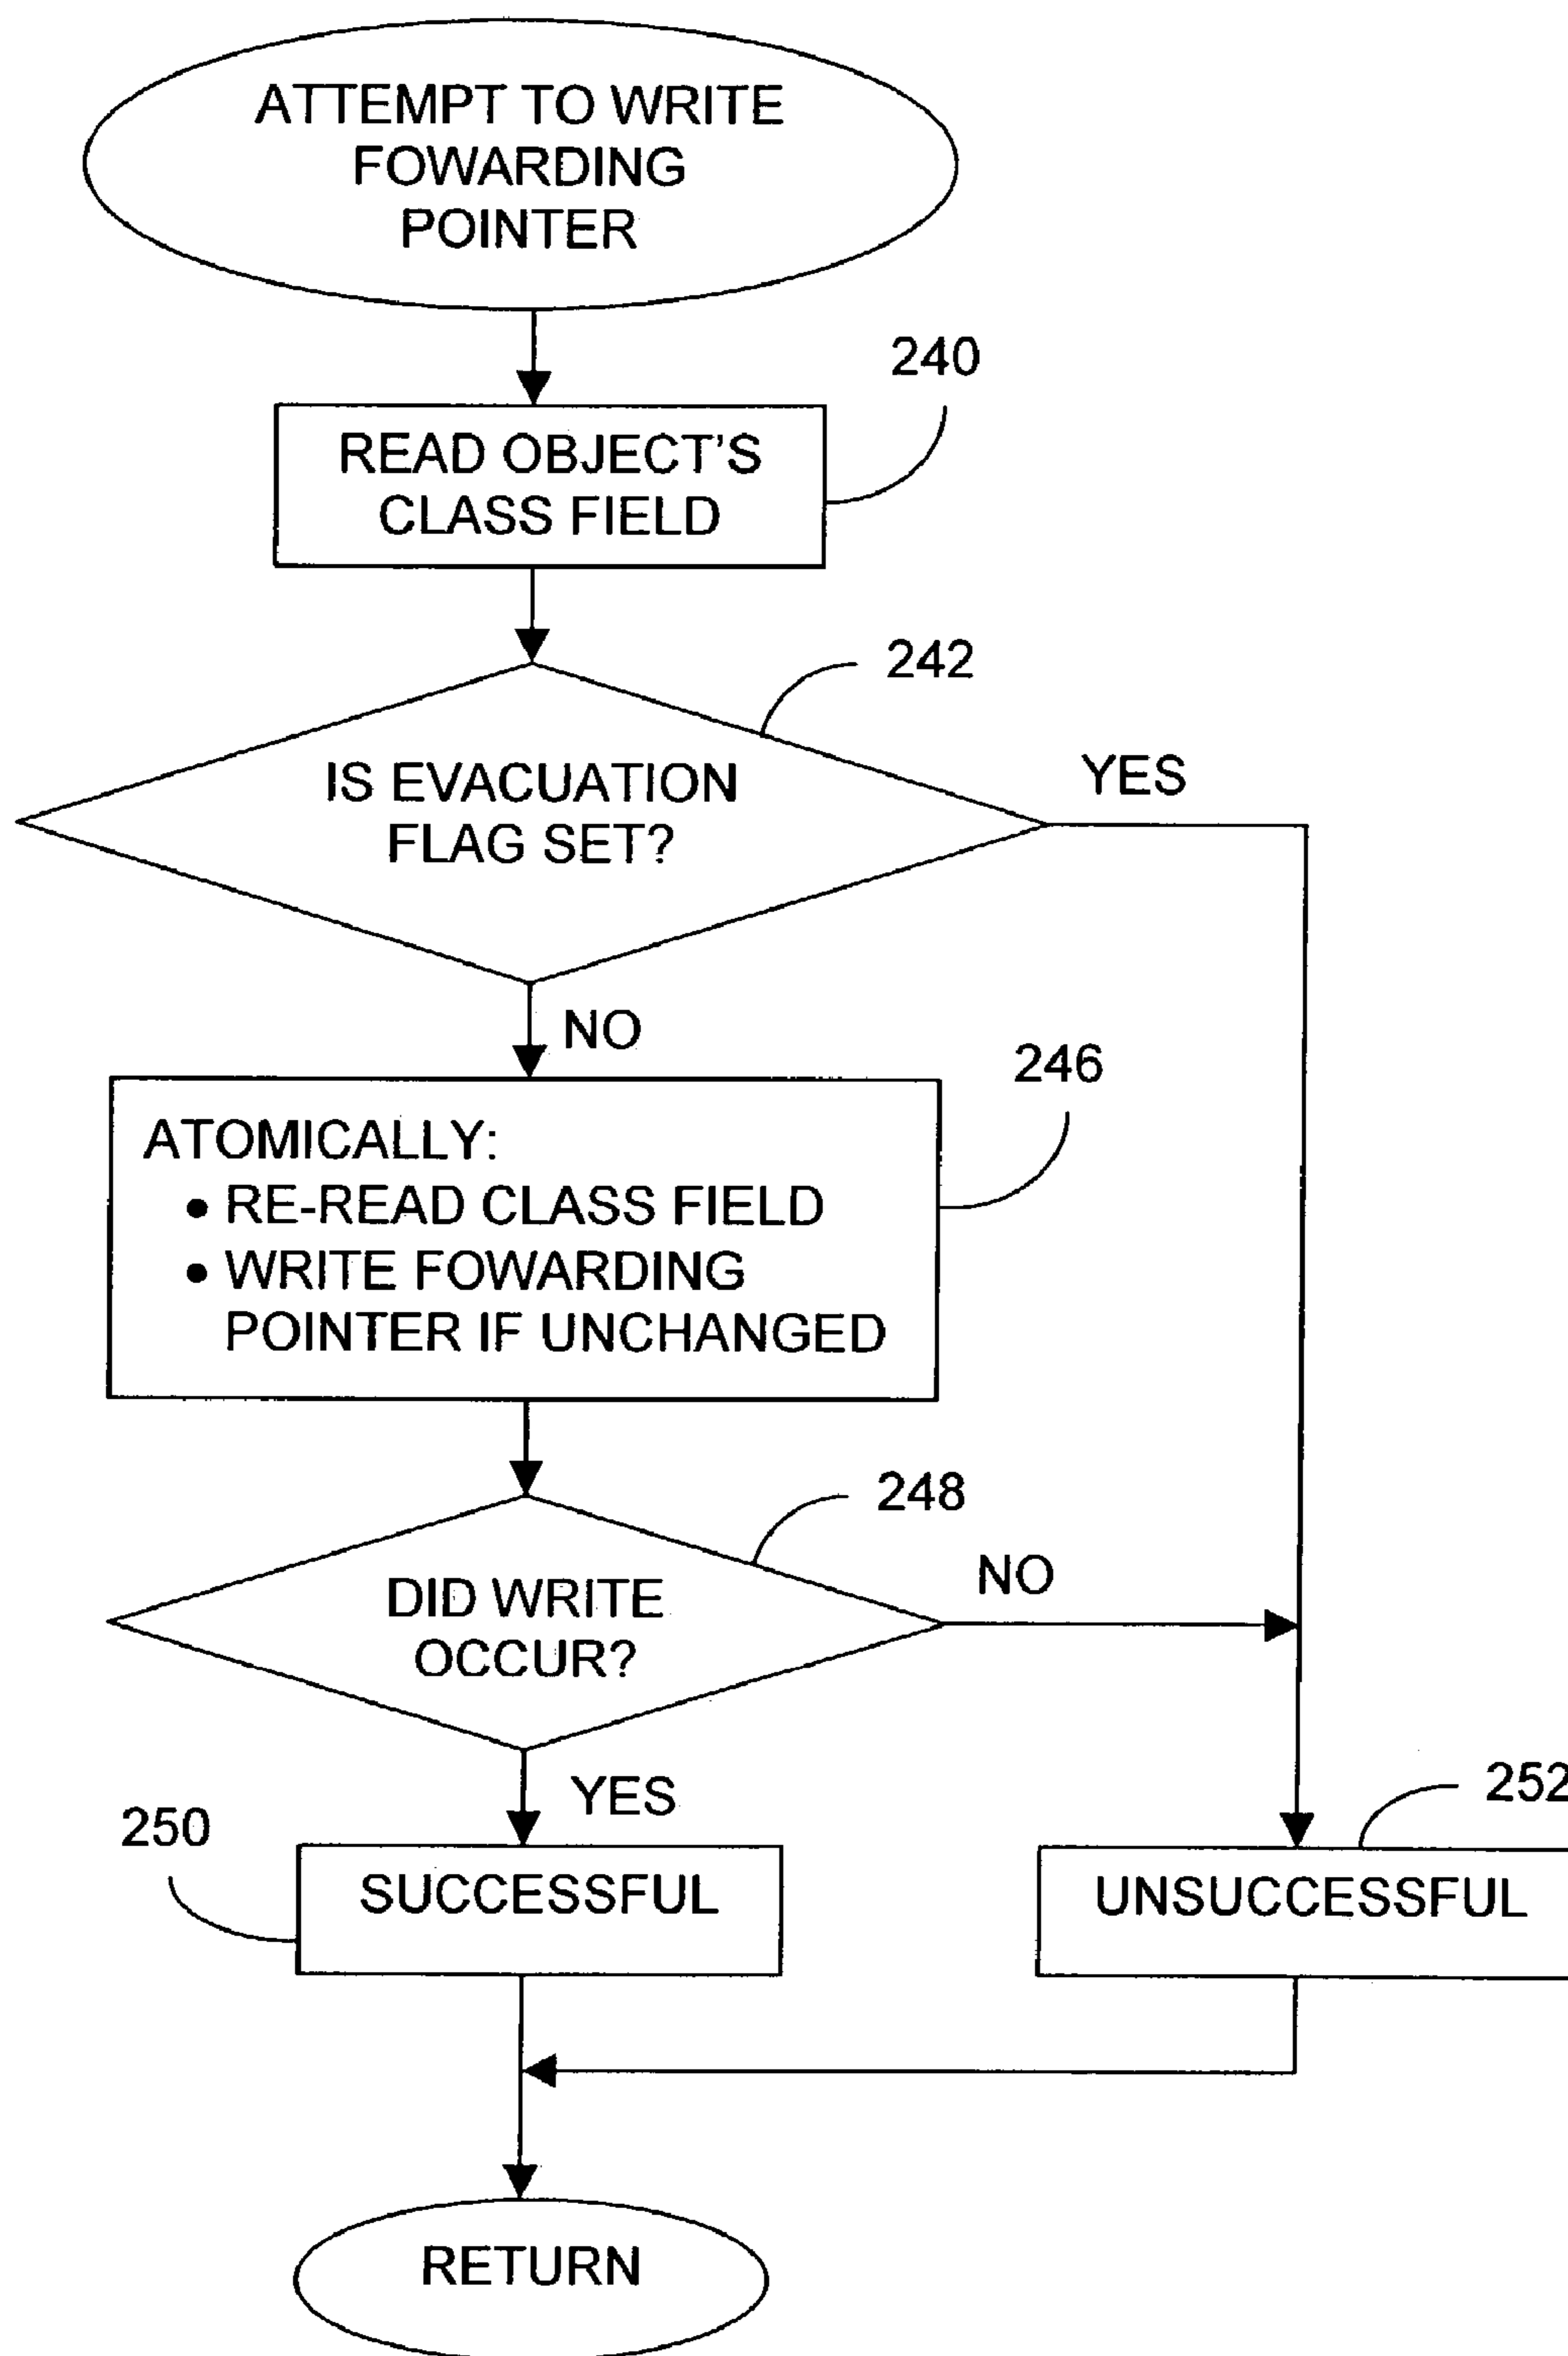 ATTEMPT TO WRITE
FOWARDING
POINTER
240
READ OBJECT'S
CLASS FIELD
242
IS EVACUATION
FLAG SET?
YES
NO
246
ATOMICALLY:
• RE-READ CLASS FIELD
• WRITE FOWARDING
POINTER IF UNCHANGED
248
DID WRITE
OCCUR?
NO
YES
250
252
SUCCESSFUL
UNSUCCESSFUL
RETURN